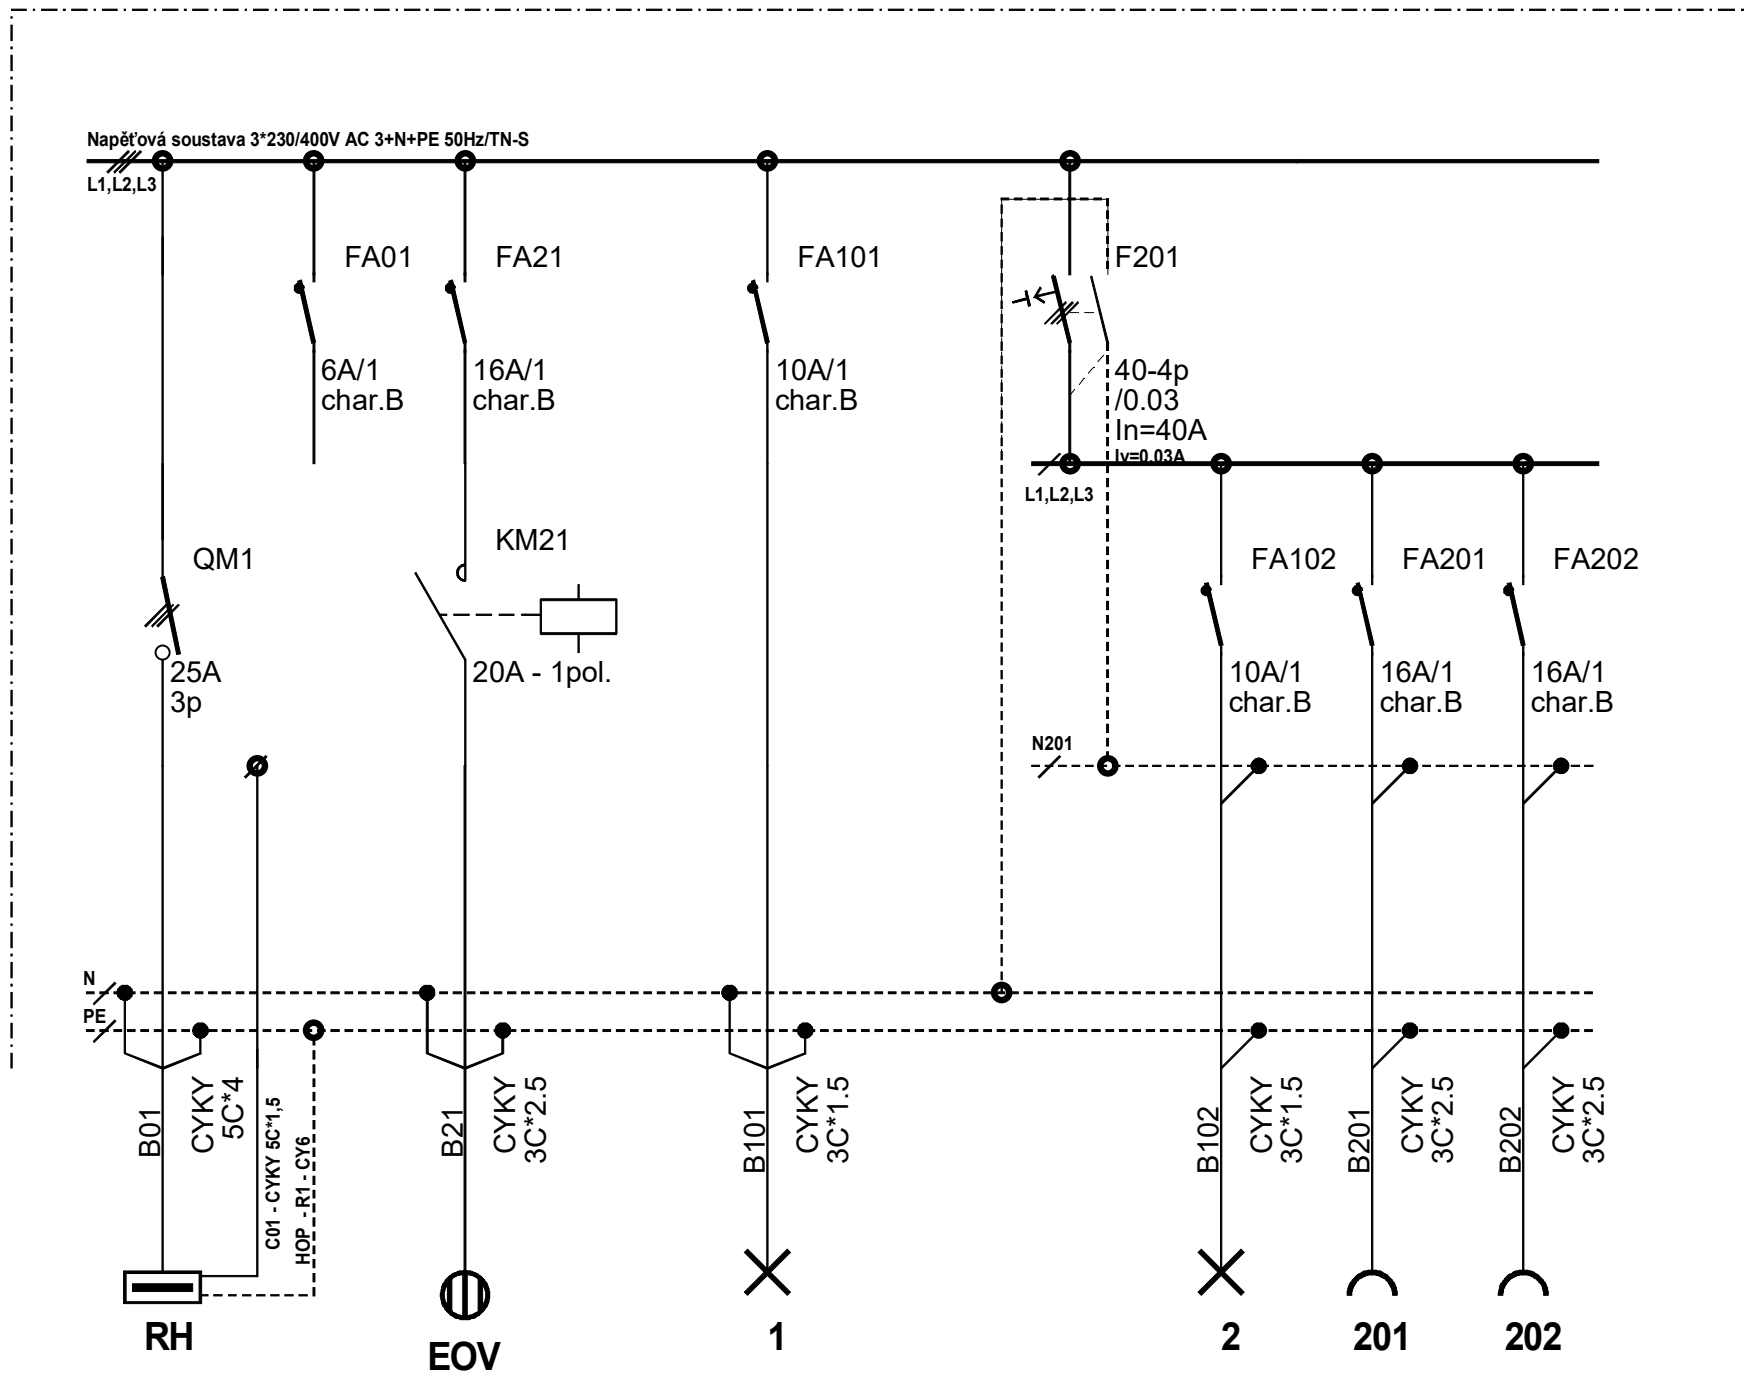 Napěťová soustava 3*230/400V AC 3+N+PE 50Hz/TN-S
L1,L2,L3
FA01
6A/1
char.B
FA21
16A/1
char.B
FA101
10A/1
char.B
F201
40-4p
/0.03
In=40A
Iv=0.03A
L1,L2,L3
QM1
25A
3p
KM21
20A - 1pol.
FA102
10A/1
char.B
FA201
16A/1
char.B
FA202
16A/1
char.B
N201
N
PE
B01
CYKY
5C*4
C01 - CYKY 5C*1,5
HOP - R1 - CY6
B21
CYKY
3C*2.5
B101
CYKY
3C*1.5
B102
CYKY
3C*1.5
B201
CYKY
3C*2.5
B202
CYKY
3C*2.5
RH
EOV
1
2
201
202